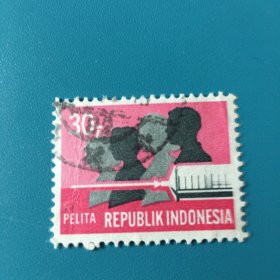 30,-
PELITA REPUBLIK INDONESIA